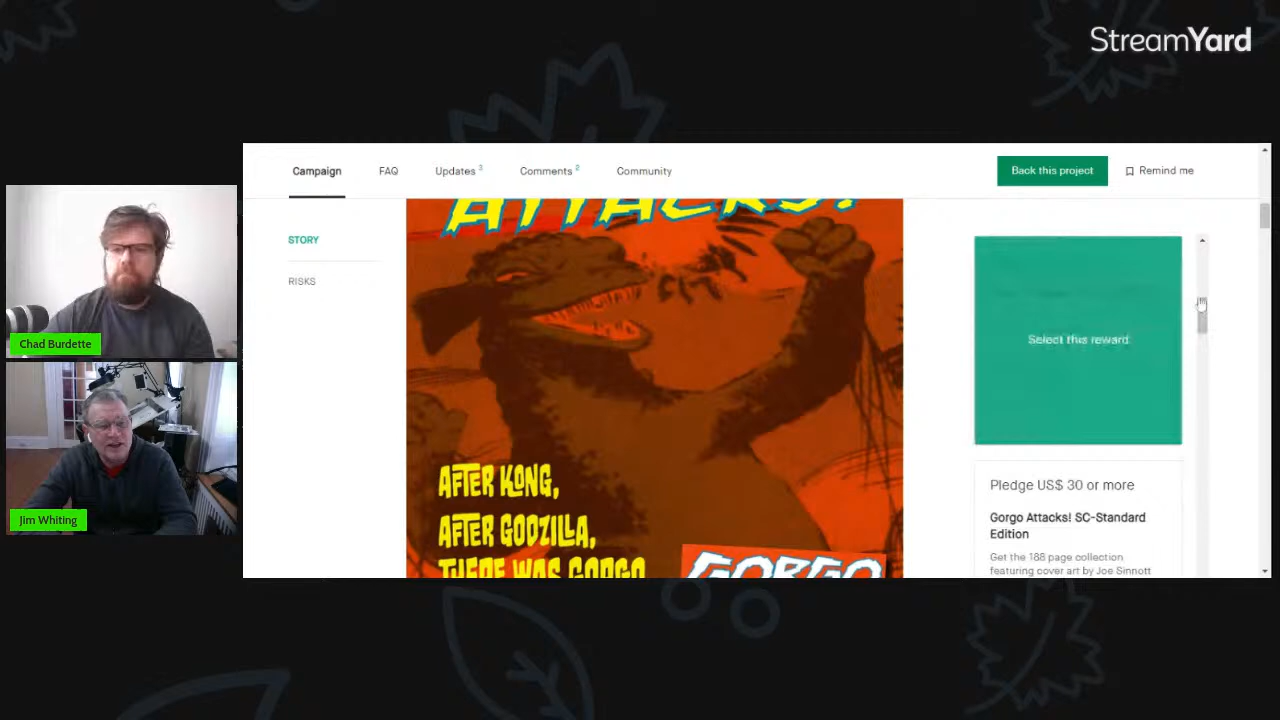 StreamYard
Campaign
FAQ
Updates 3
Comments 2
Community
Back this project
Remind me
STORY
RISKS
ATTACKS!
AFTER KONG,
AFTER GODZILLA,
THERE WAS GORGO
GORGO
Select this reward
Pledge US$ 30 or more
Gorgo Attacks! SC-Standard
Edition
Get the 188 page collection
featuring cover art by Joe Sinnott
Chad Burdette
Jim Whiting